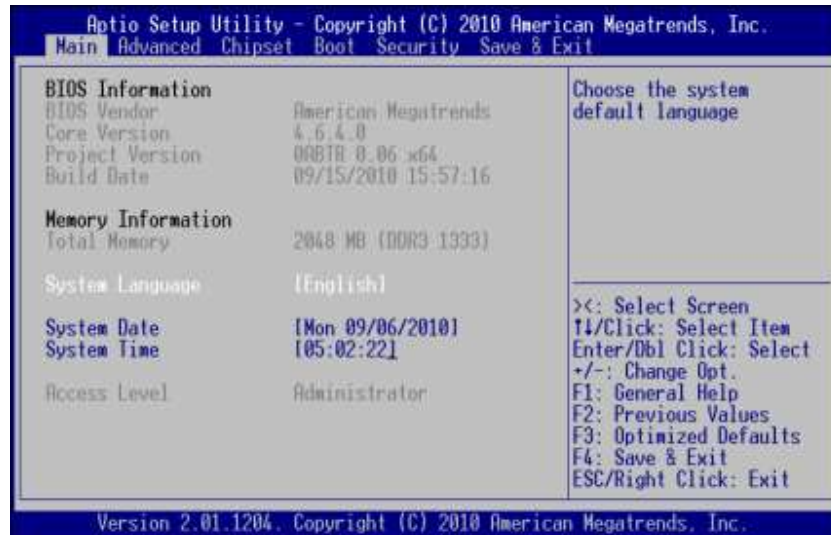 Aptio Setup Utility - Copyright (C) 2010 American Megatrends, Inc.
Main Advanced Chipset Boot Security Save & Exit
BIOS Information
BIOS Vendor American Megatrends
Core Version 4.6.4.0
Project Version 0ABTR 0.06 x64
Build Date 09/15/2010 15:57:16
Memory Information
Total Memory 2048 MB (DDR3 1333)
System Language [English]
System Date [Mon 09/06/2010]
System Time [05:02:22]
Access Level Administrator
Choose the system
default language
><: Select Screen
↑↓/Click: Select Item
Enter/Dbl Click: Select
+/-: Change Opt.
F1: General Help
F2: Previous Values
F3: Optimized Defaults
F4: Save & Exit
ESC/Right Click: Exit
Version 2.01.1204. Copyright (C) 2010 American Megatrends, Inc.